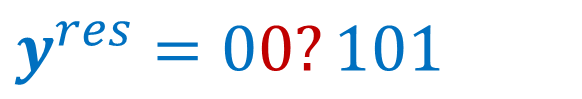 y^{res} = 00? 101